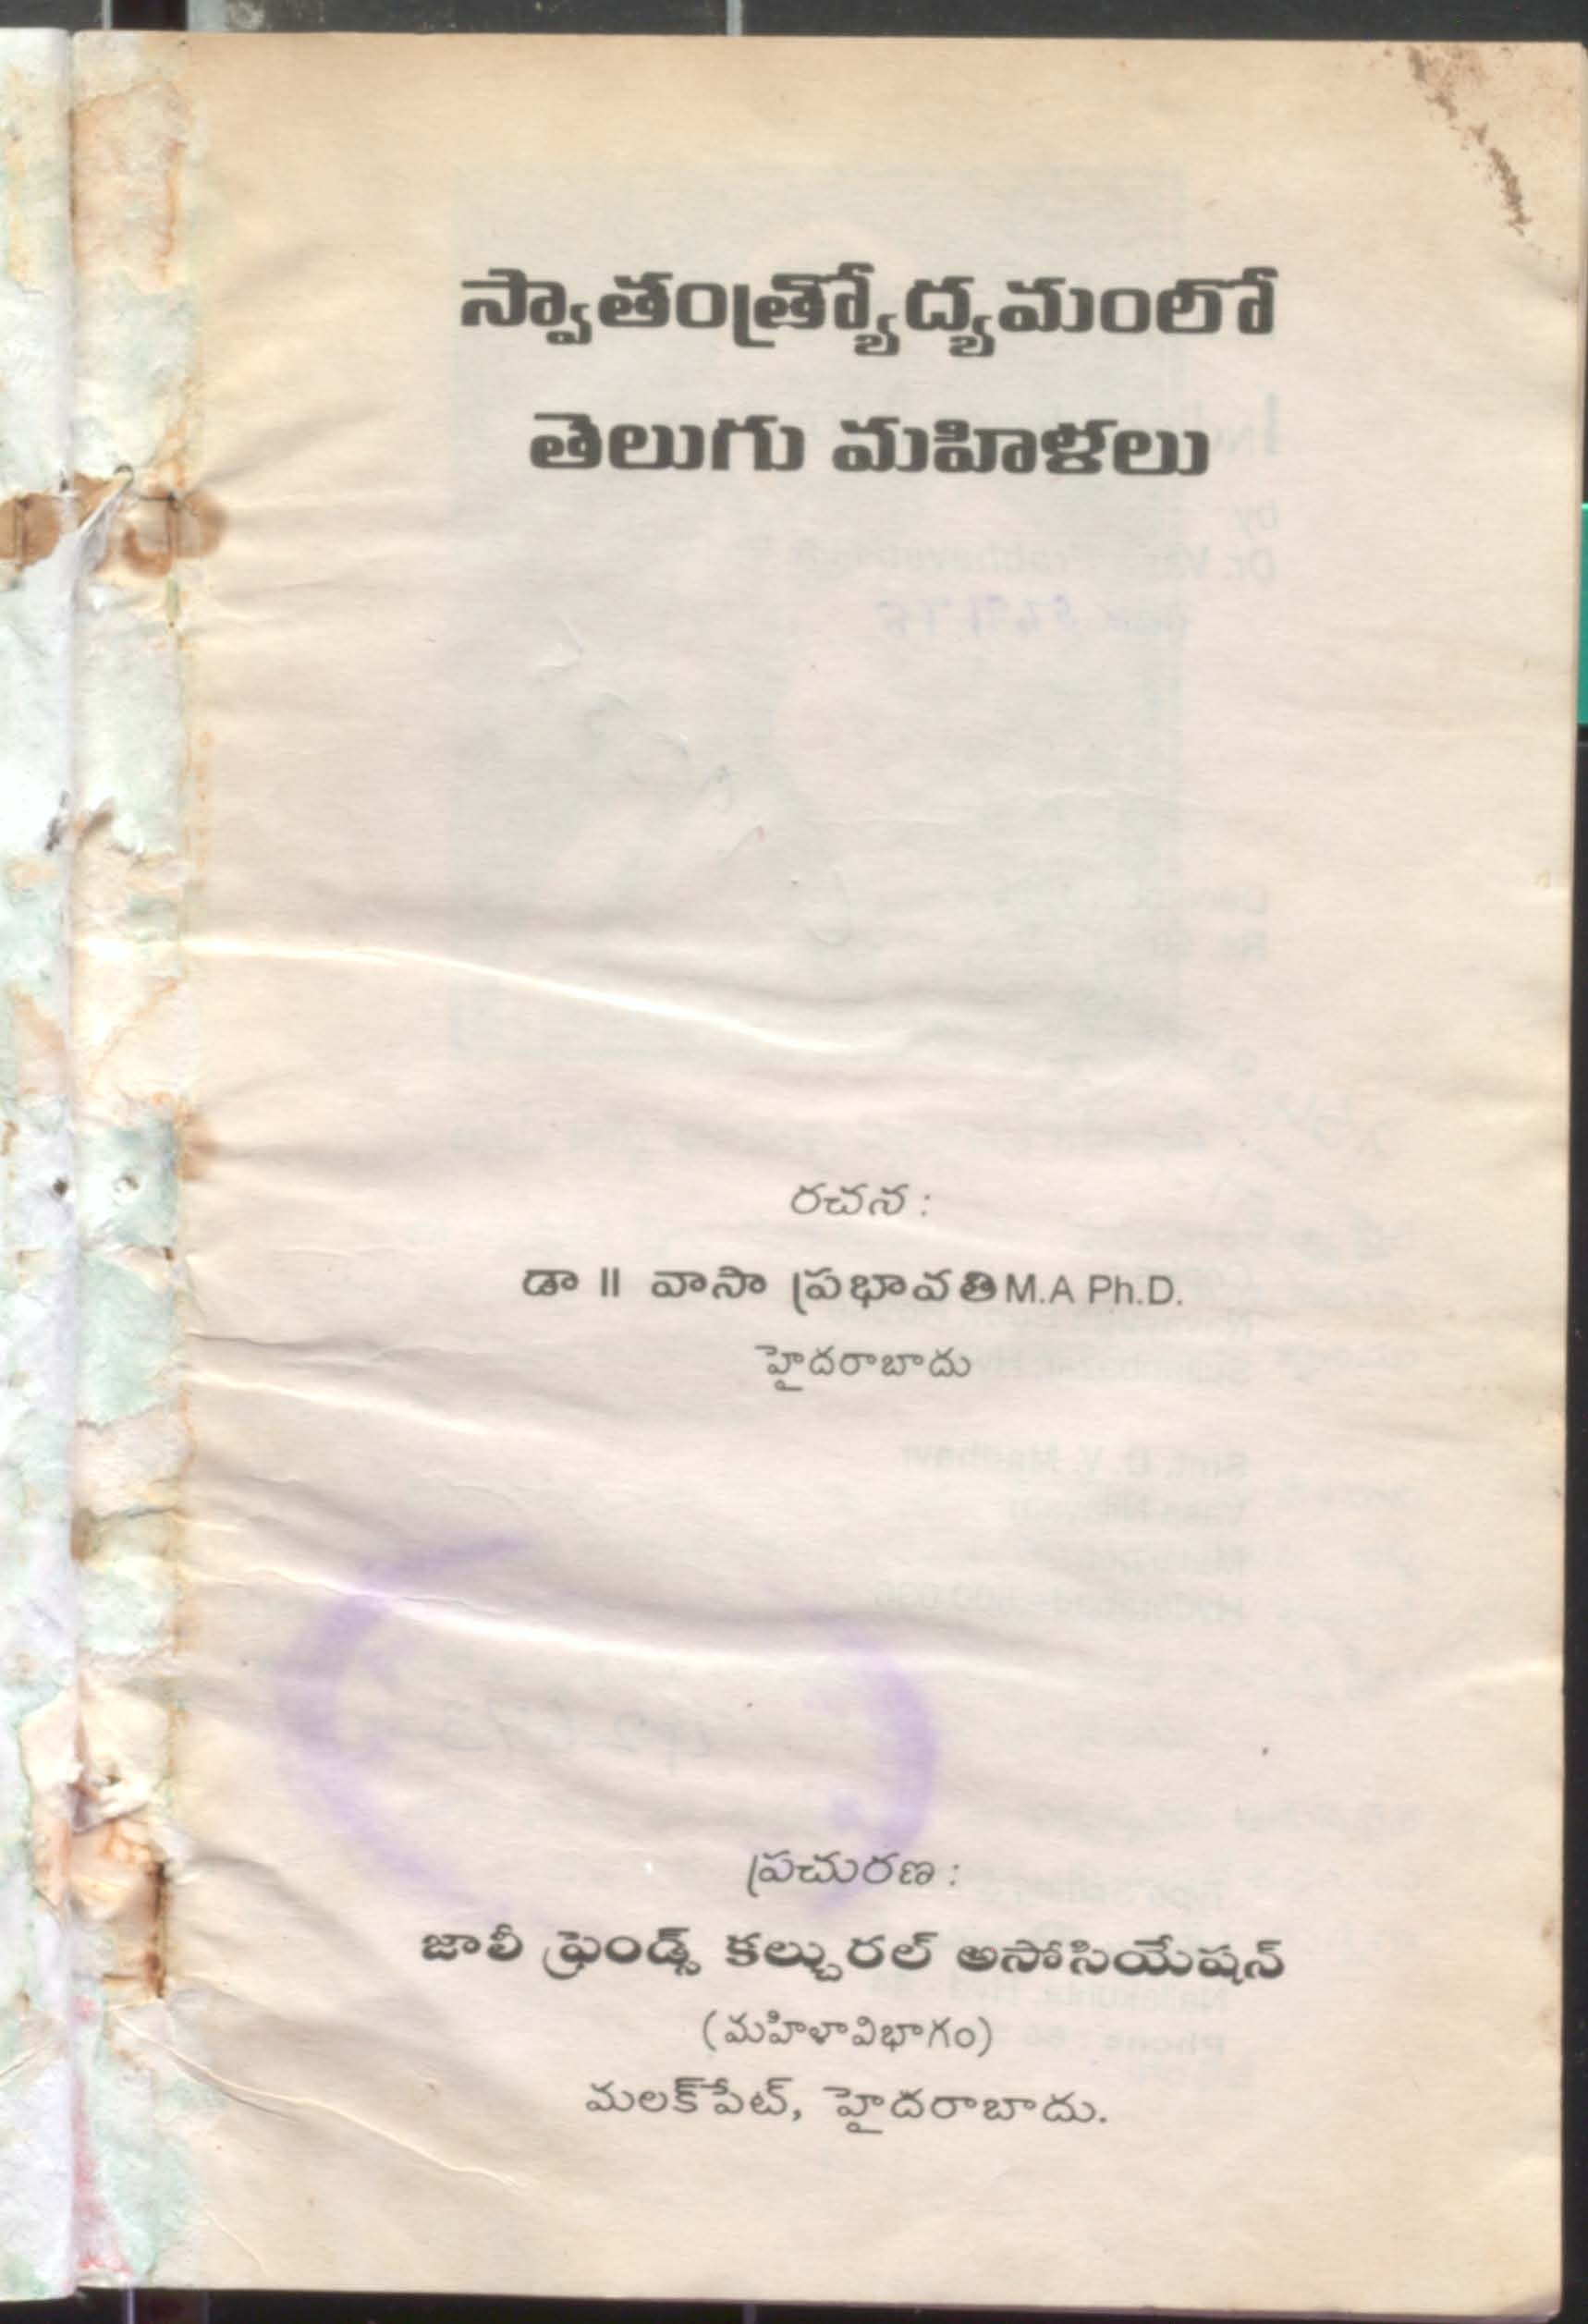 స్వాతంత్ర్యోద్యమంలో
తెలుగు మహిళలు
రచన :
డా॥ వాసా ప్రభావతి M.A Ph.D.
హైదరాబాదు
ప్రచురణ :
జాలీ ఫ్రెండ్స్ కల్చురల్ అసోసియేషన్
(మహిళావిభాగం)
మలక్‌పేట్, హైదరాబాదు.